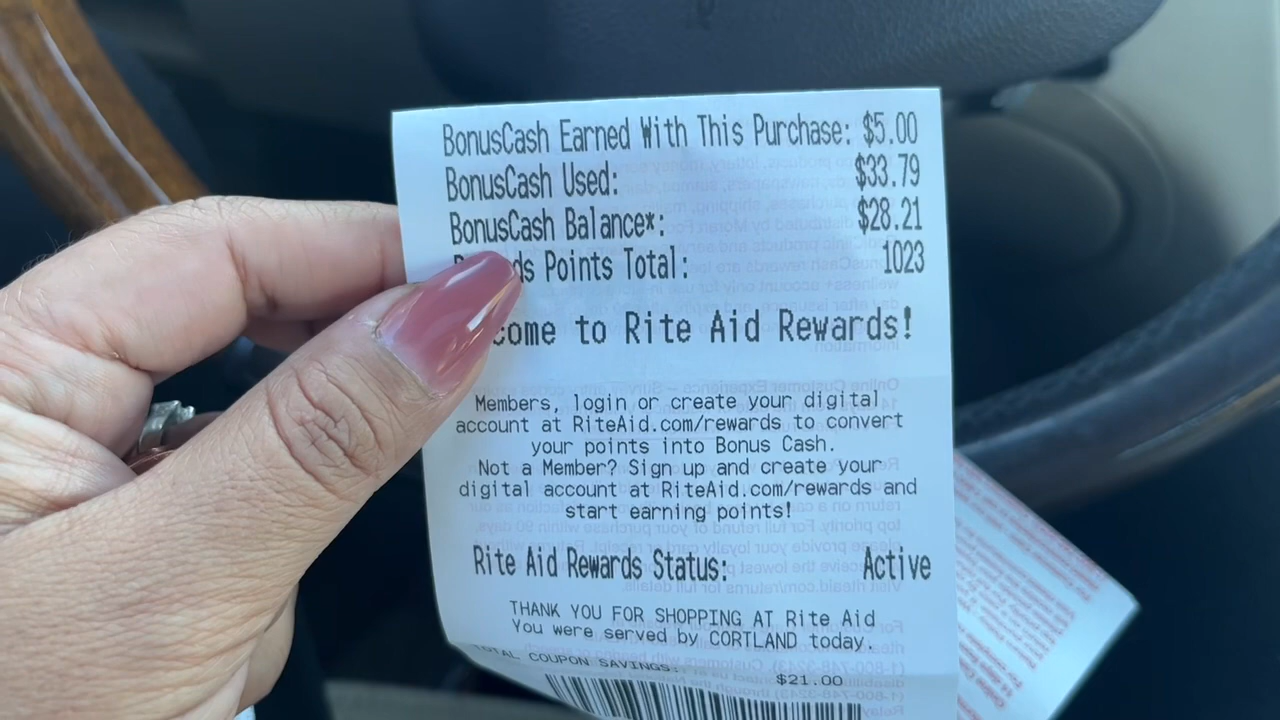 BonusCash Earned With This Purchase: $5.00
BonusCash Used: $33.79
BonusCash Balance*: $28.21
Points Total: 1023
to Rite Aid Rewards!
Members, login or create your digital
account at RiteAid.com/rewards to convert
your points into Bonus Cash.
Not a Member? Sign up and create your
digital account at RiteAid.com/rewards and
start earning points!
Rite Aid Rewards Status: Active
THANK YOU FOR SHOPPING AT Rite Aid
You were served by CORTLAND today.
TOTAL COUPON SAVINGS: $21.00